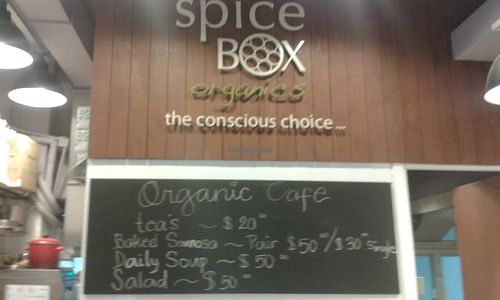 spice
BOX
organics
the conscious choice...
HappyCow
Organic Cafe
tea's ~ $20
Baked Samosa ~ Pair $50/$30 single
Daily Soup ~ $50
Salad ~ $50